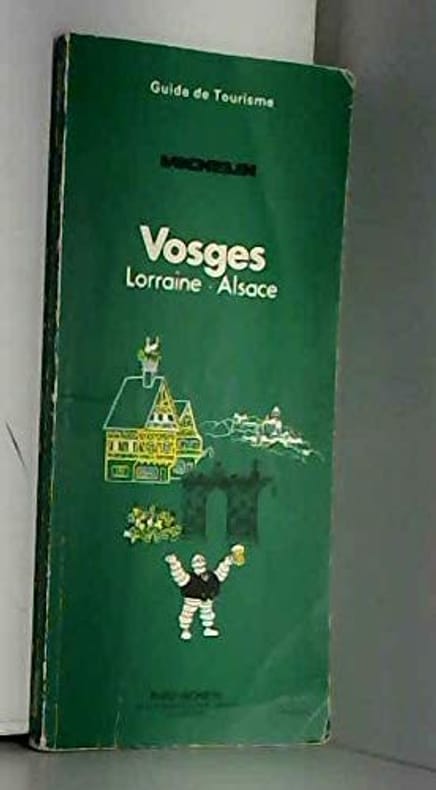 Guide de Tourisme
MICHELIN
Vosges
Lorraine · Alsace